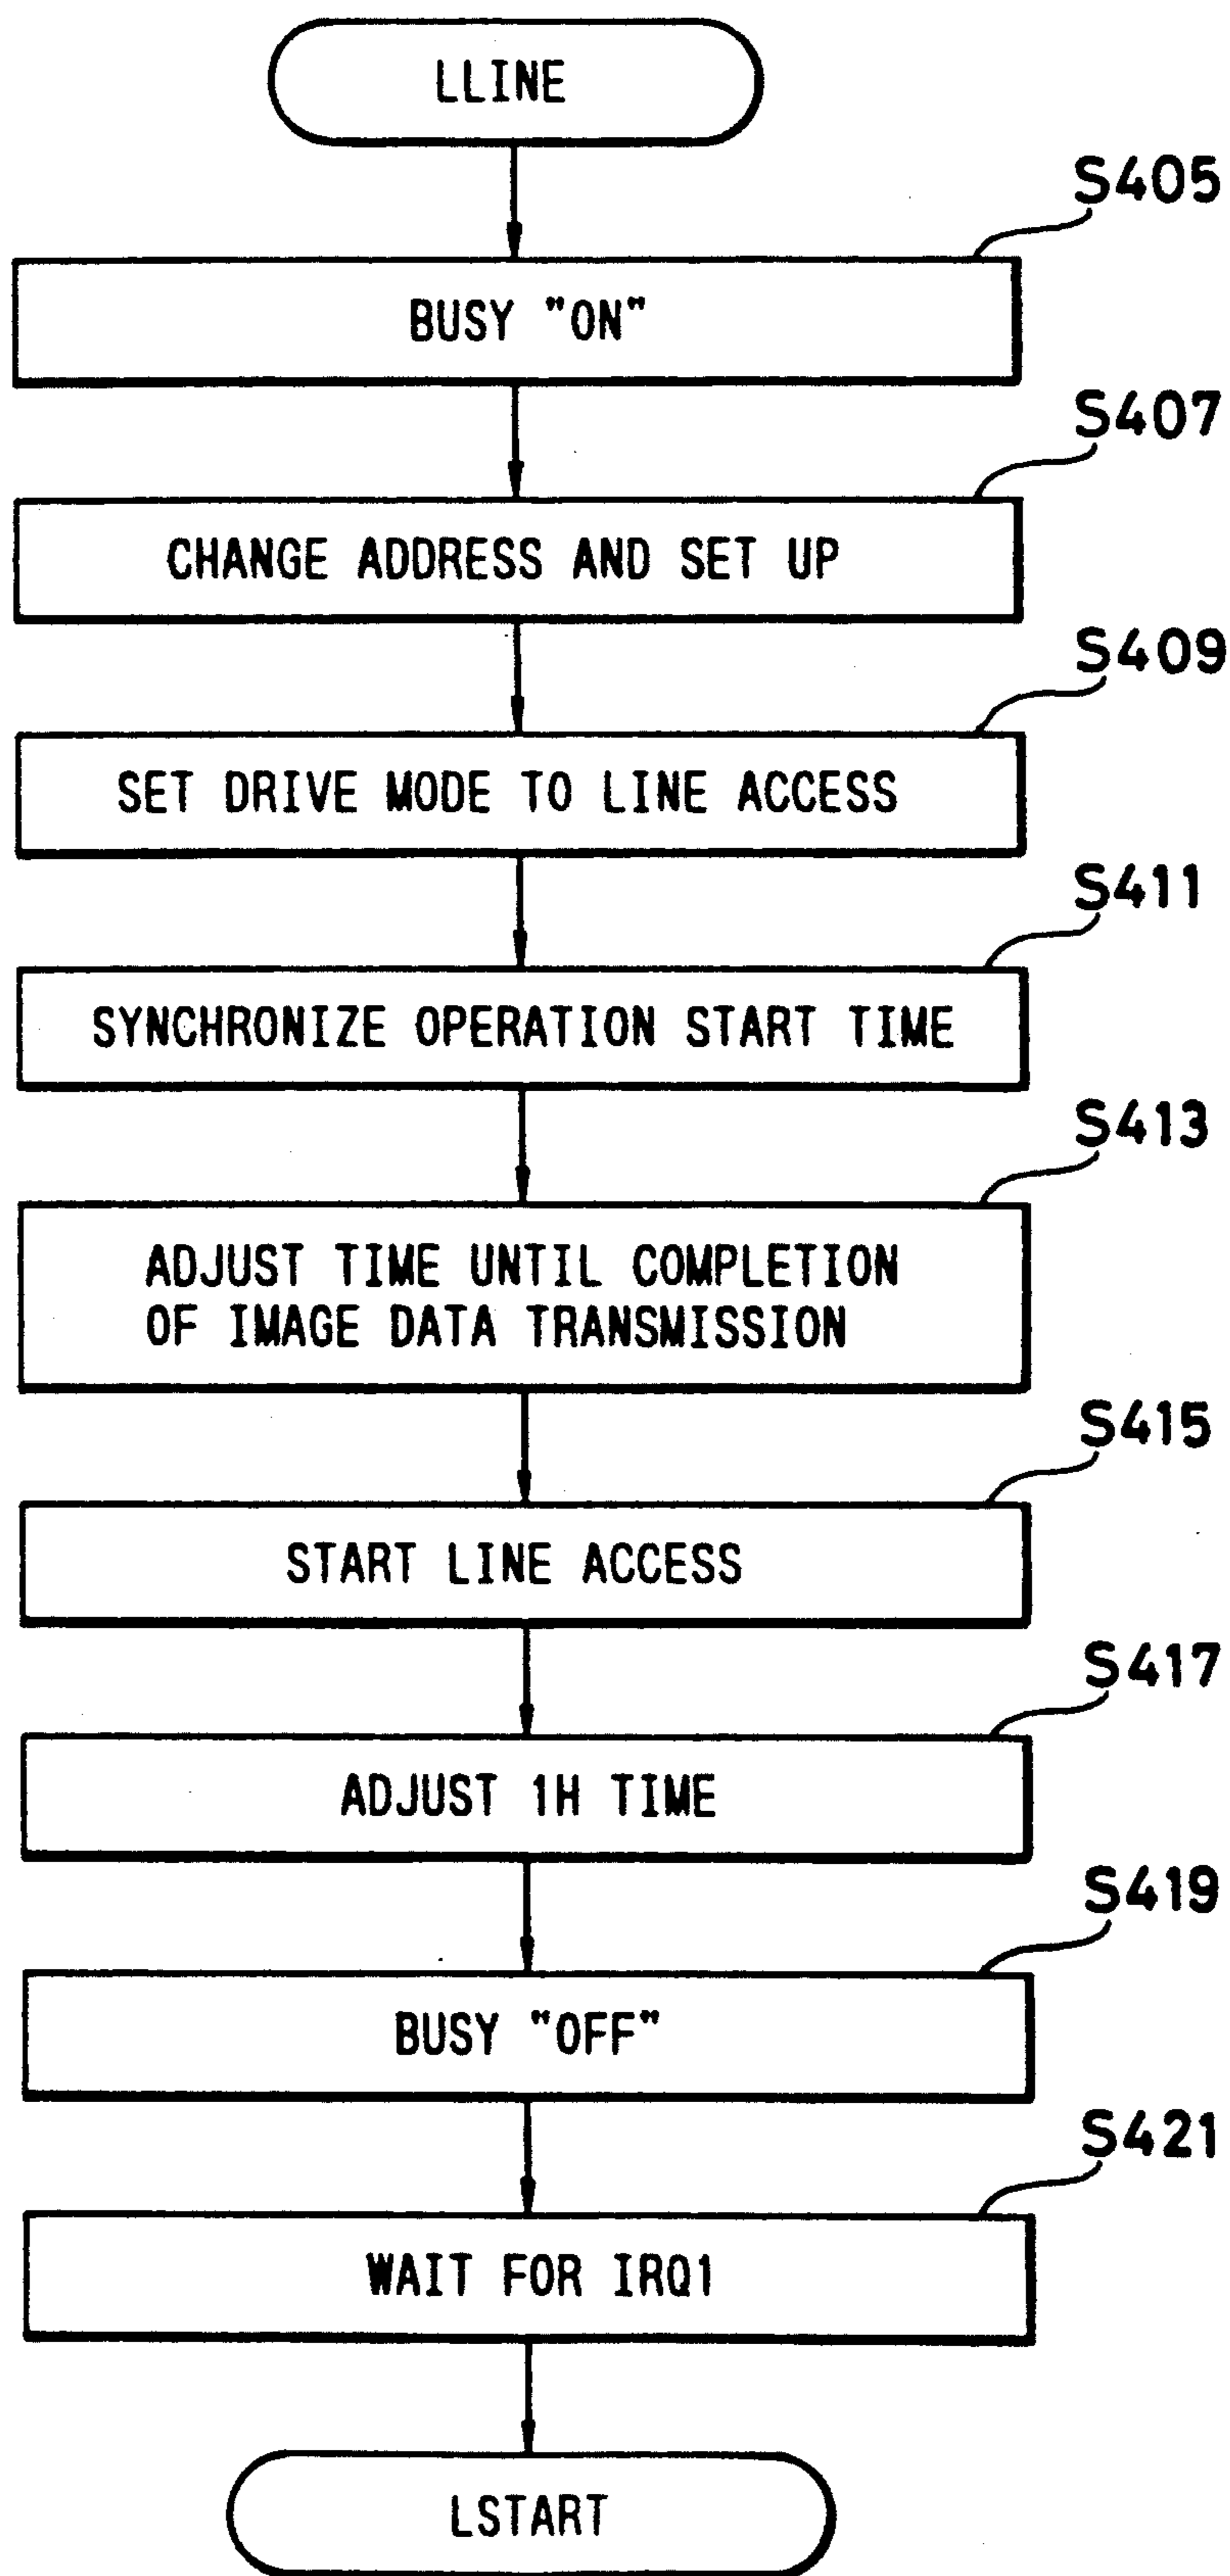 LLINE
S405
BUSY "ON"
S407
CHANGE ADDRESS AND SET UP
S409
SET DRIVE MODE TO LINE ACCESS
S411
SYNCHRONIZE OPERATION START TIME
S413
ADJUST TIME UNTIL COMPLETION
OF IMAGE DATA TRANSMISSION
S415
START LINE ACCESS
S417
ADJUST 1H TIME
S419
BUSY "OFF"
S421
WAIT FOR IRQ1
LSTART